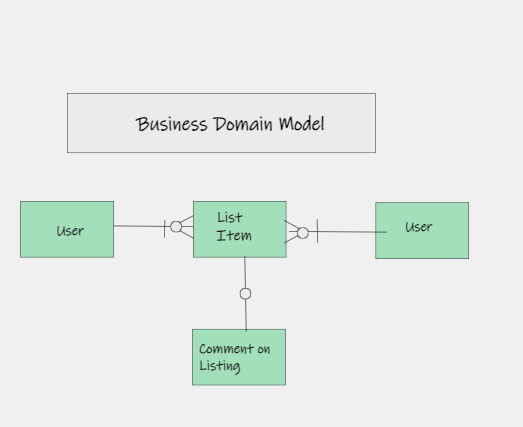 Business Domain Model
User
List
Item
User
Comment on
Listing